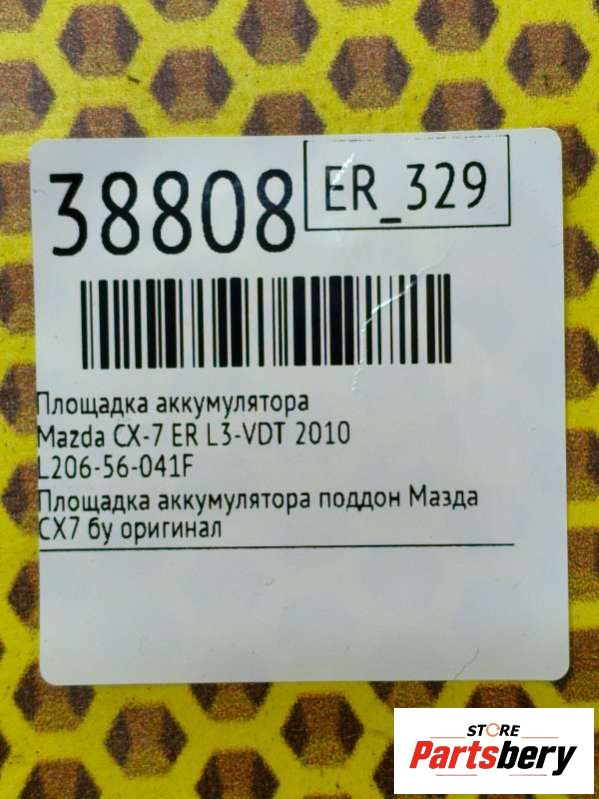 38808
ER_329
Площадка аккумулятора
Mazda CX-7 ER L3-VDT 2010
L206-56-041F
Площадка аккумулятора поддон Мазда
CX7 бу оригинал
STORE
Partsbery